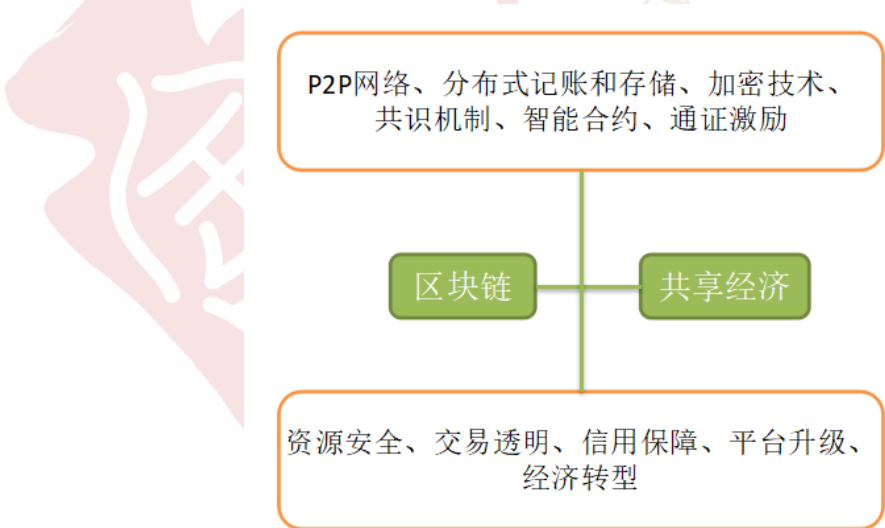 P2P网络、分布式记账和存储、加密技术、
共识机制、智能合约、通证激励
区块链
共享经济
资源安全、交易透明、信用保障、平台升级、
经济转型